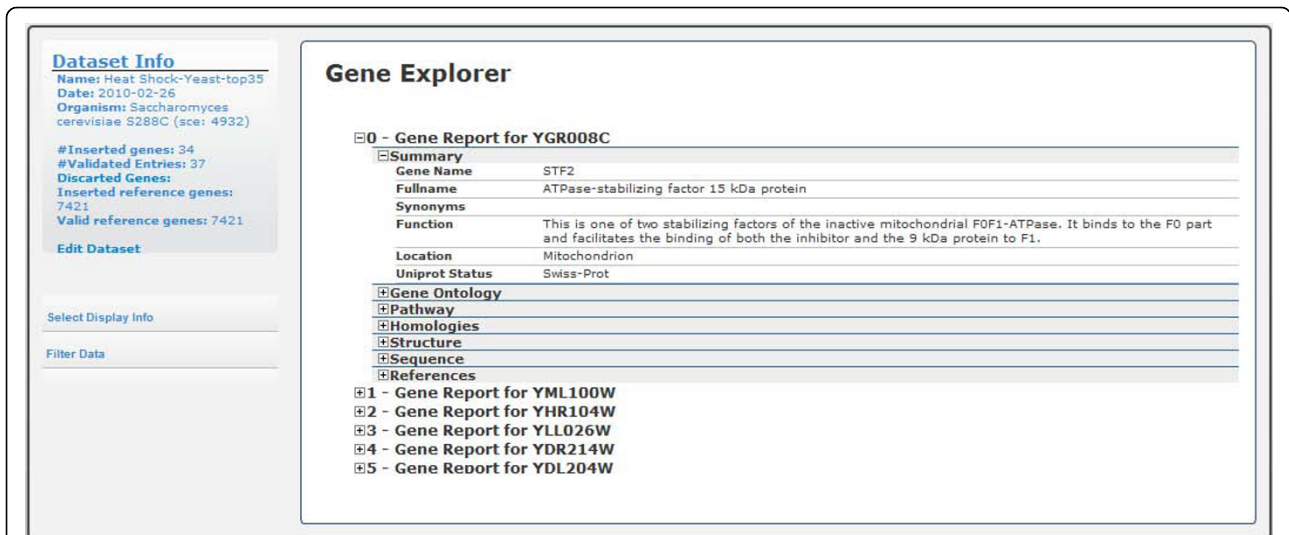 Dataset Info
Name: Heat Shock-Yeast-top35
Date: 2010-02-26
Organism: Saccharomyces
cerevisiae S288C (sce: 4932)
#Inserted genes: 34
#Validated Entries: 37
Discarted Genes:
Inserted reference genes:
7421
Valid reference genes: 7421
Edit Dataset
Select Display Info
Filter Data
Gene Explorer
0 - Gene Report for YGR008C
Summary
Gene Name STF2
Fullname ATPase-stabilizing factor 15 kDa protein
Synonyms
Function This is one of two stabilizing factors of the inactive mitochondrial F0F1-ATPase. It binds to the F0 part
and facilitates the binding of both the inhibitor and the 9 kDa protein to F1.
Location Mitochondrion
Uniprot Status Swiss-Prot
Gene Ontology
Pathway
Homologies
Structure
Sequence
References
1 - Gene Report for YML100W
2 - Gene Report for YHR104W
3 - Gene Report for YLL026W
4 - Gene Report for YDR214W
5 - Gene Report for YDL204W